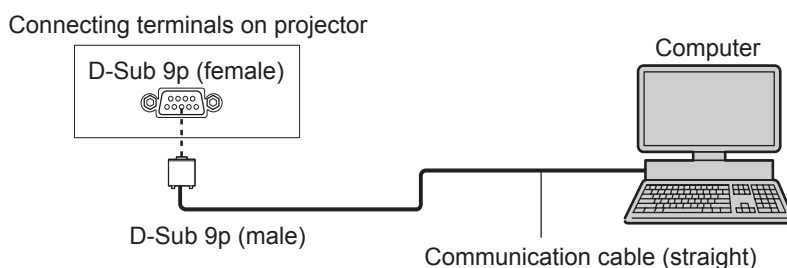 Connecting terminals on projector
D-Sub 9p (female)
Computer
D-Sub 9p (male)
Communication cable (straight)